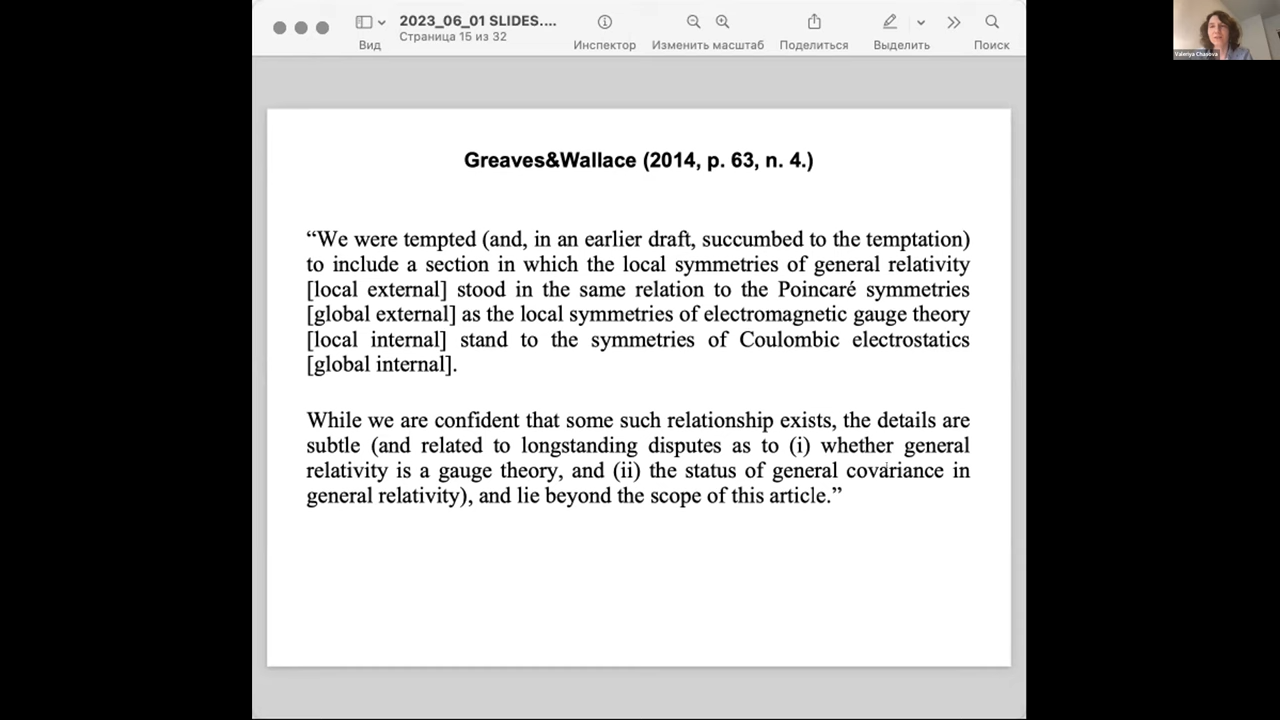 2023_06_01 SLIDES....
Страница 15 из 32
Вид
Инспектор
Изменить масштаб
Поделиться
Выделить
Поиск
Valeriya Chasova
Greaves&Wallace (2014, p. 63, n. 4.)
“We were tempted (and, in an earlier draft, succumbed to the temptation)
to include a section in which the local symmetries of general relativity
[local external] stood in the same relation to the Poincaré symmetries
[global external] as the local symmetries of electromagnetic gauge theory
[local internal] stand to the symmetries of Coulombic electrostatics
[global internal].
While we are confident that some such relationship exists, the details are
subtle (and related to longstanding disputes as to (i) whether general
relativity is a gauge theory, and (ii) the status of general covariance in
general relativity), and lie beyond the scope of this article.”